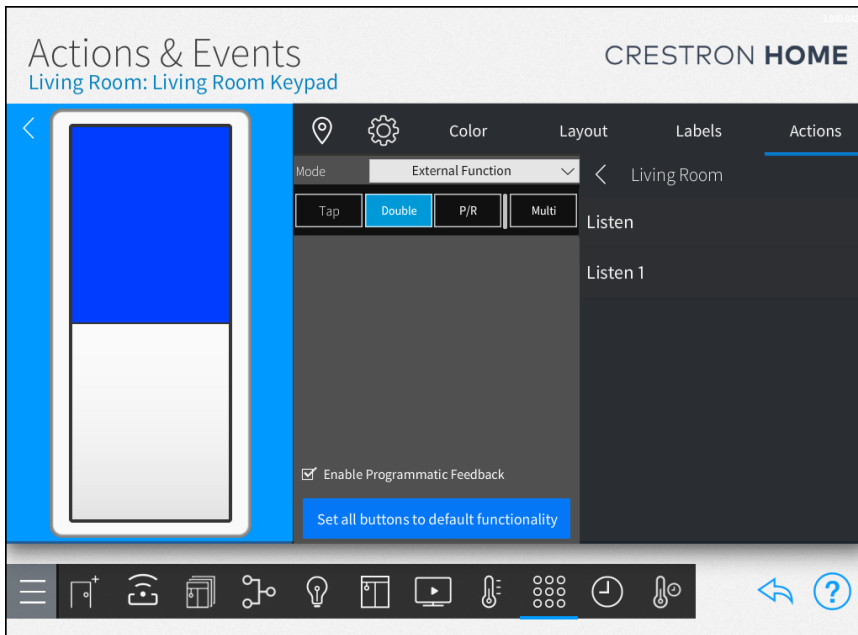 Actions & Events
Living Room: Living Room Keypad
CRESTRON HOME
Color
Layout
Labels
Actions
Mode
External Function
Living Room
Tap
Double
P/R
Multi
Listen
Listen 1
Enable Programmatic Feedback
Set all buttons to default functionality
?